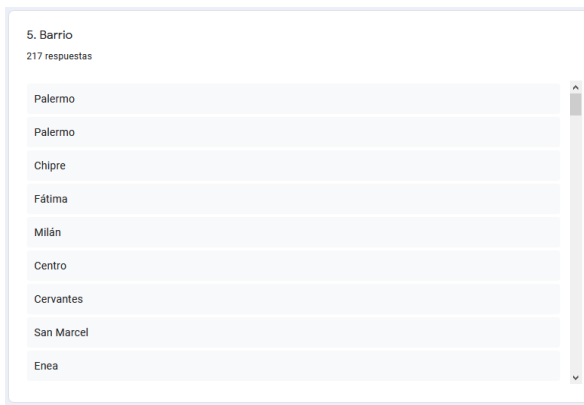 5. Barrio
217 respuestas
Palermo
Palermo
Chipre
Fátima
Milán
Centro
Cervantes
San Marcel
Enea